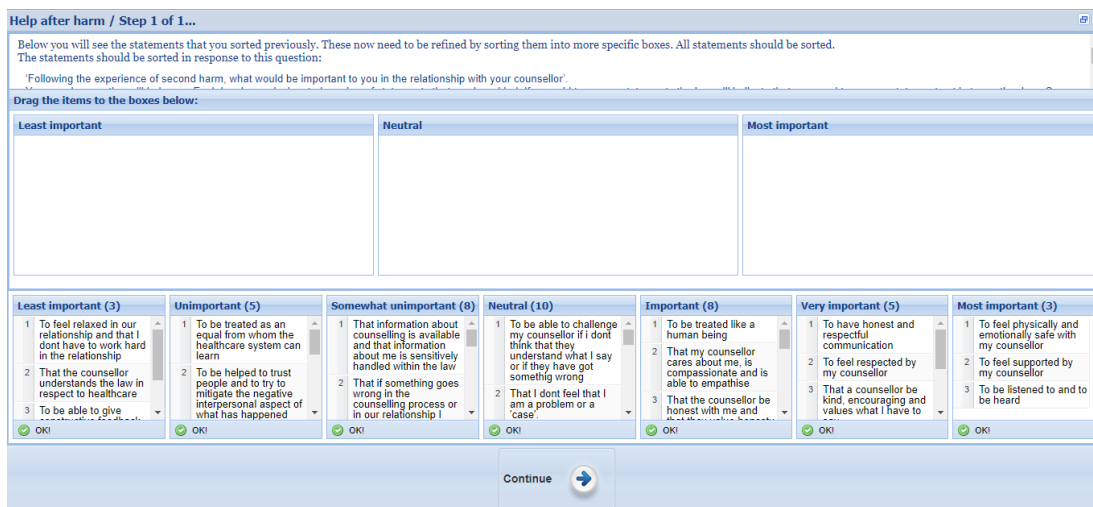 Help after harm / Step 1 of 1...
Below you will see the statements that you sorted previously. These now need to be refined by sorting them into more specific boxes. All statements should be sorted.
The statements should be sorted in response to this question:
'Following the experience of second harm, what would be important to you in the relationship with your counsellor'.
Drag the items to the boxes below:
Least important
Neutral
Most important
Least important (3)
1 To feel relaxed in our
relationship and that I
dont have to work hard
in the relationship
2 That the counsellor
understands the law in
respect to healthcare
3 To be able to give
constructive feedback
OK!
Unimportant (5)
1 To be treated as an
equal from whom the
healthcare system can
learn
2 To be helped to trust
people and to try to
mitigate the negative
interpersonal aspect of
what has happened
OK!
Somewhat unimportant (8)
1 That information about
counselling is available
and that information
about me is sensitively
handled within the law
2 That if something goes
wrong in the
counselling process or
in our relationship I
OK!
Neutral (10)
1 To be able to challenge
my counsellor if i dont
think that they
understand what I say
or if they have got
somethig wrong
2 That I dont feel that I
am a problem or a
'case'.
OK!
Important (8)
1 To be treated like a
human being
2 That my counsellor
cares about me, is
compassionate and is
able to empathise
3 That the counsellor be
honest with me and
that they value honesty
OK!
Very important (5)
1 To have honest and
respectful
communication
2 To feel respected by
my counsellor
3 That a counsellor be
kind, encouraging and
values what I have to
say
OK!
Most important (3)
1 To feel physically and
emotionally safe with
my counsellor
2 To feel supported by
my counsellor
3 To be listened to and to
be heard
OK!
Continue